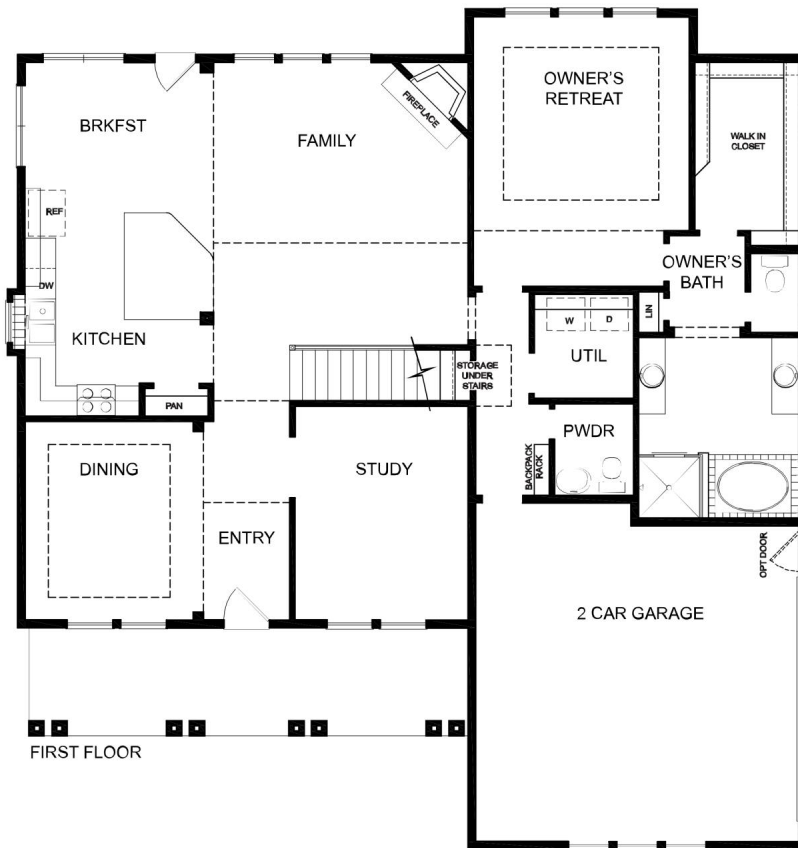 OWNER'S
RETREAT
BRKFST
FAMILY
FIREPLACE
WALK IN
CLOSET
REF
OWNER'S
BATH
DW
W
D
LIN
KITCHEN
UTIL
STORAGE
UNDER
STAIRS
PAN
PWDR
DINING
STUDY
BACKPACK
RACK
ENTRY
OPT DOOR
2 CAR GARAGE
FIRST FLOOR